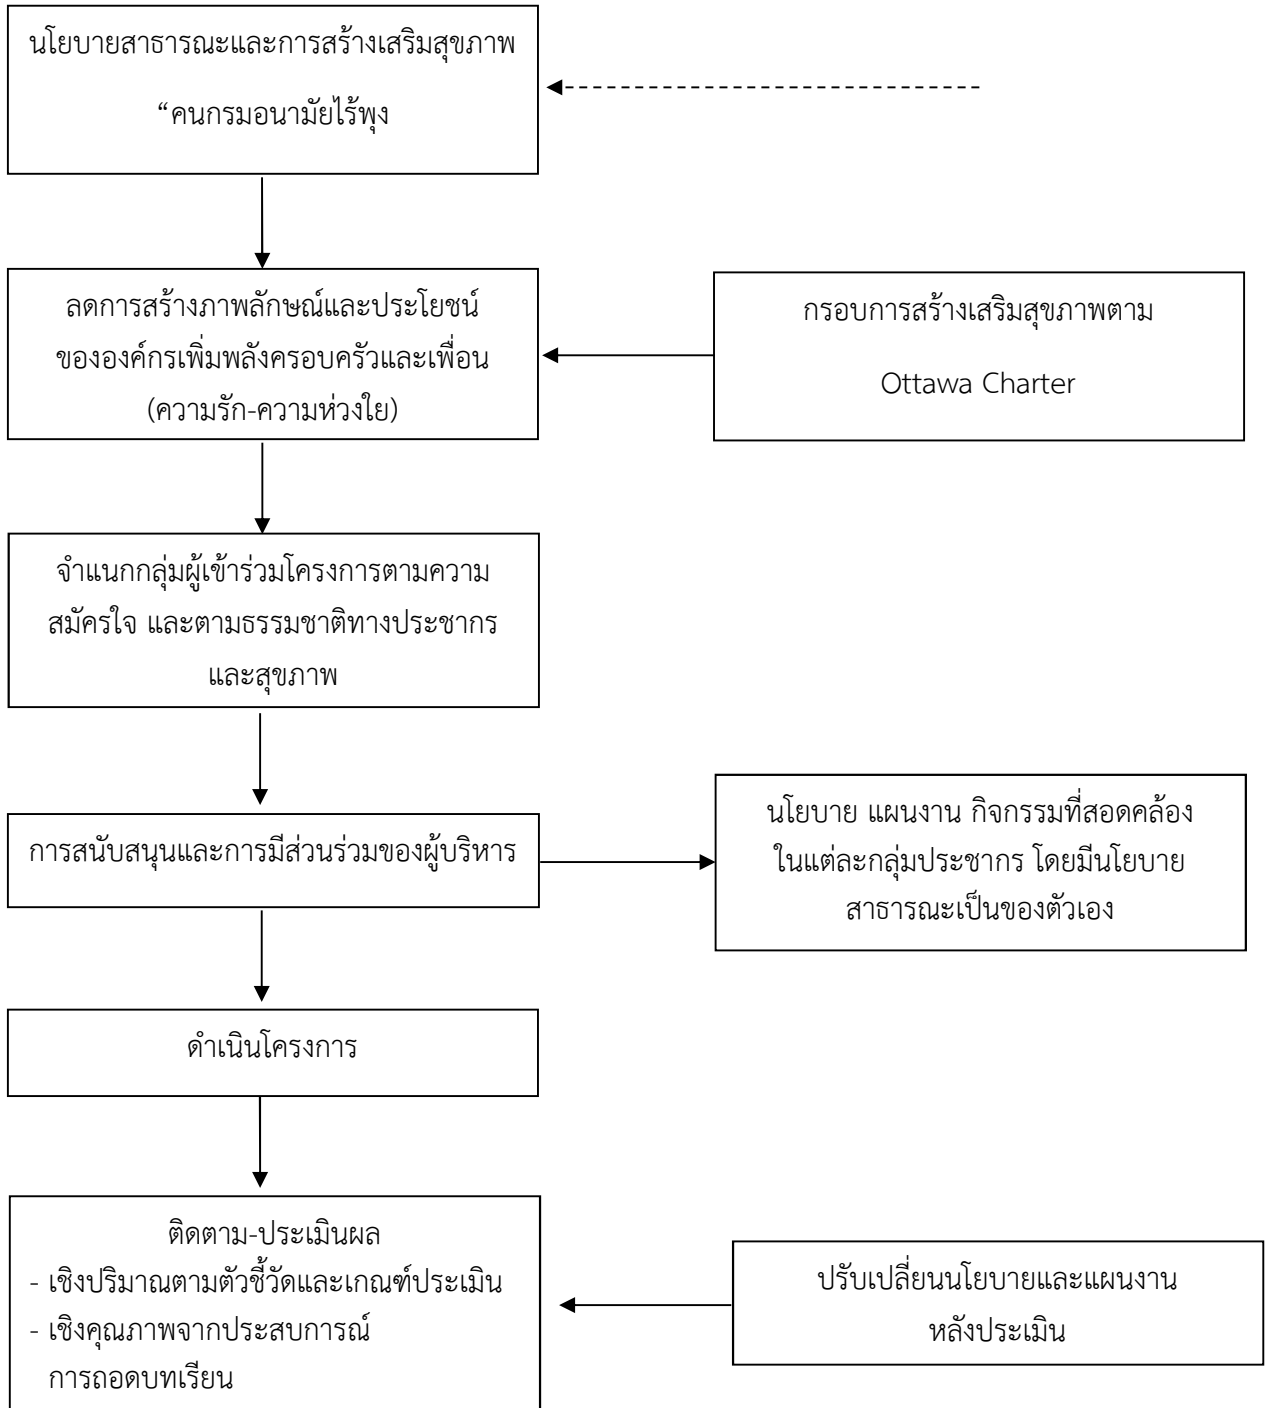 นโยบายสาธารณะและการสร้างเสริมสุขภาพ
“คนกรมอนามัยไร้พุง
ลดการสร้างภาพลักษณ์และประโยชน์
ขององค์กรเพิ่มพลังครอบครัวและเพื่อน
(ความรัก-ความห่วงใย)
กรอบการสร้างเสริมสุขภาพตาม
Ottawa Charter
จำแนกกลุ่มผู้เข้าร่วมโครงการตามความ
สมัครใจ และตามธรรมชาติทางประชากร
และสุขภาพ
การสนับสนุนและการมีส่วนร่วมของผู้บริหาร
นโยบาย แผนงาน กิจกรรมที่สอดคล้อง
ในแต่ละกลุ่มประชากร โดยมีนโยบาย
สาธารณะเป็นของตัวเอง
ดำเนินโครงการ
ติดตาม-ประเมินผล
- เชิงปริมาณตามตัวชี้วัดและเกณฑ์ประเมิน
- เชิงคุณภาพจากประสบการณ์
การถอดบทเรียน
ปรับเปลี่ยนนโยบายและแผนงาน
หลังประเมิน